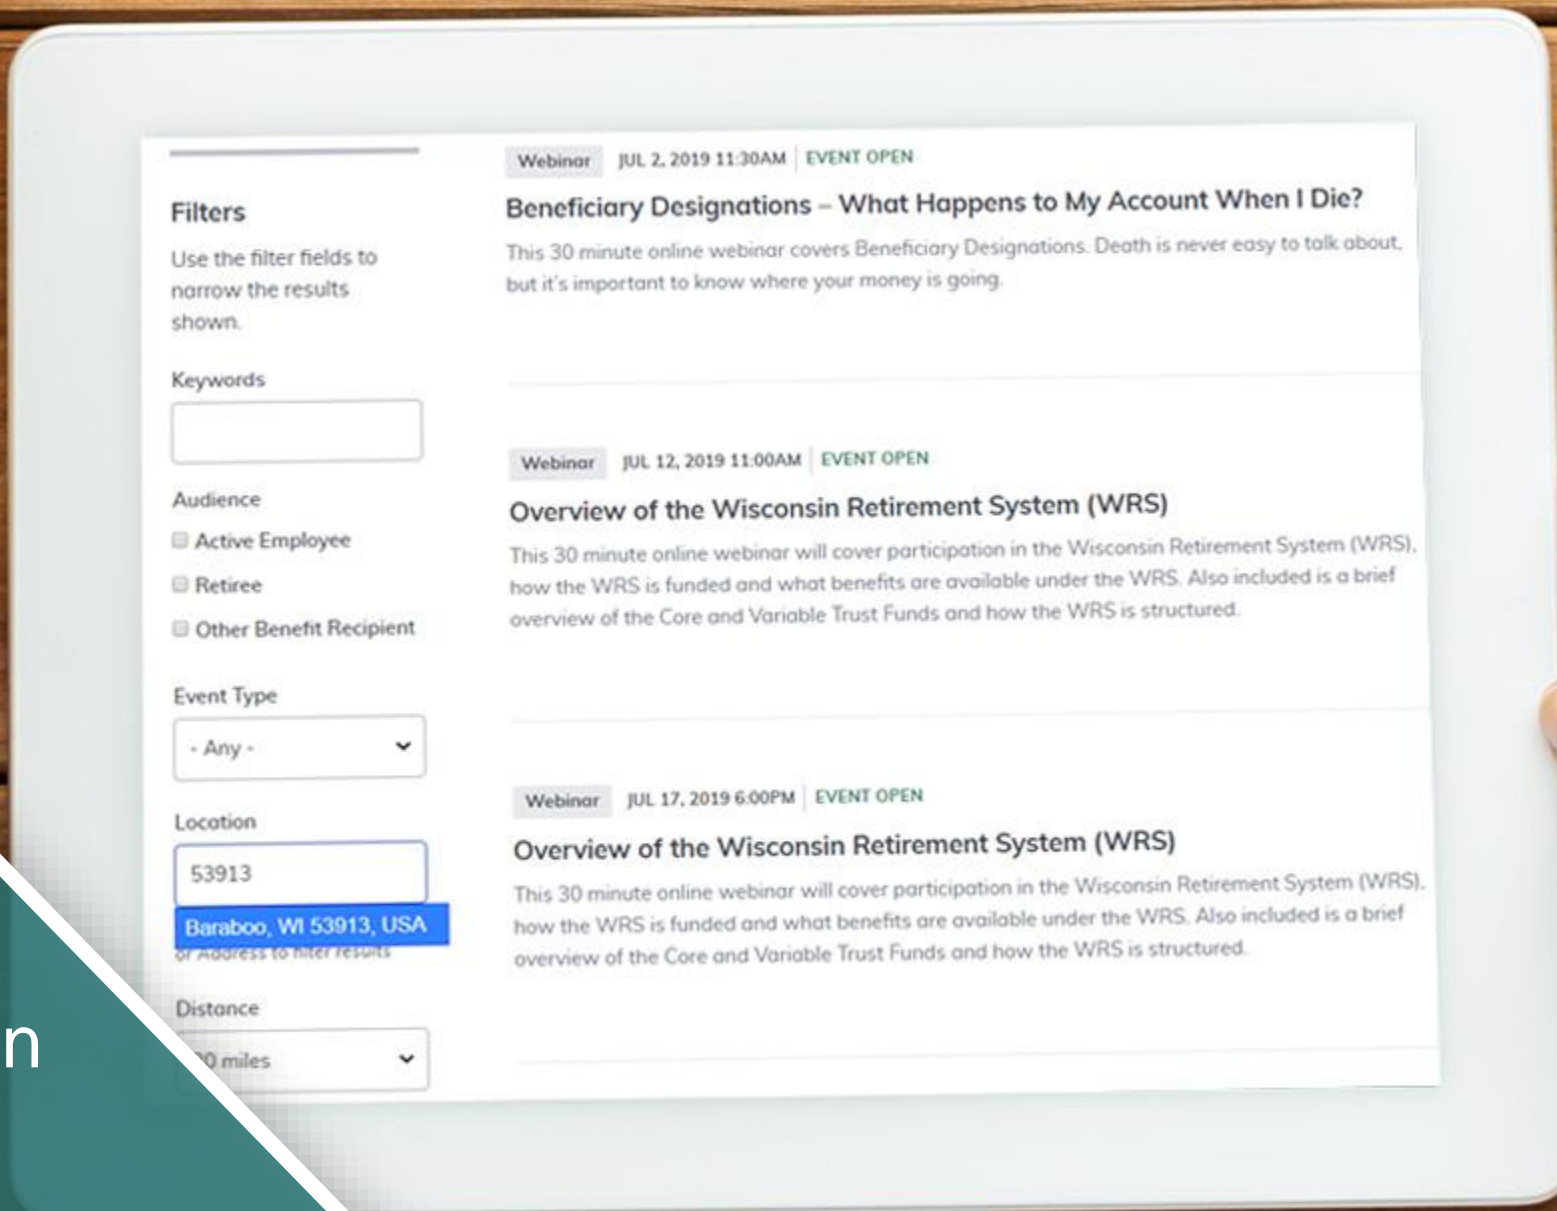 Filters
Use the filter fields to
narrow the results
shown.
Keywords
Audience
Active Employee
Retiree
Other Benefit Recipient
Event Type
- Any -
Location
53913
Baraboo, WI 53913, USA
or Address to filter results
Distance
miles
Webinar JUL 2, 2019 11:30AM EVENT OPEN
Beneficiary Designations – What Happens to My Account When I Die?
This 30 minute online webinar covers Beneficiary Designations. Death is never easy to talk about,
but it's important to know where your money is going.
Webinar JUL 12, 2019 11:00AM EVENT OPEN
Overview of the Wisconsin Retirement System (WRS)
This 30 minute online webinar will cover participation in the Wisconsin Retirement System (WRS),
how the WRS is funded and what benefits are available under the WRS. Also included is a brief
overview of the Core and Variable Trust Funds and how the WRS is structured.
Webinar JUL 17, 2019 6:00PM EVENT OPEN
Overview of the Wisconsin Retirement System (WRS)
This 30 minute online webinar will cover participation in the Wisconsin Retirement System (WRS),
how the WRS is funded and what benefits are available under the WRS. Also included is a brief
overview of the Core and Variable Trust Funds and how the WRS is structured.
n